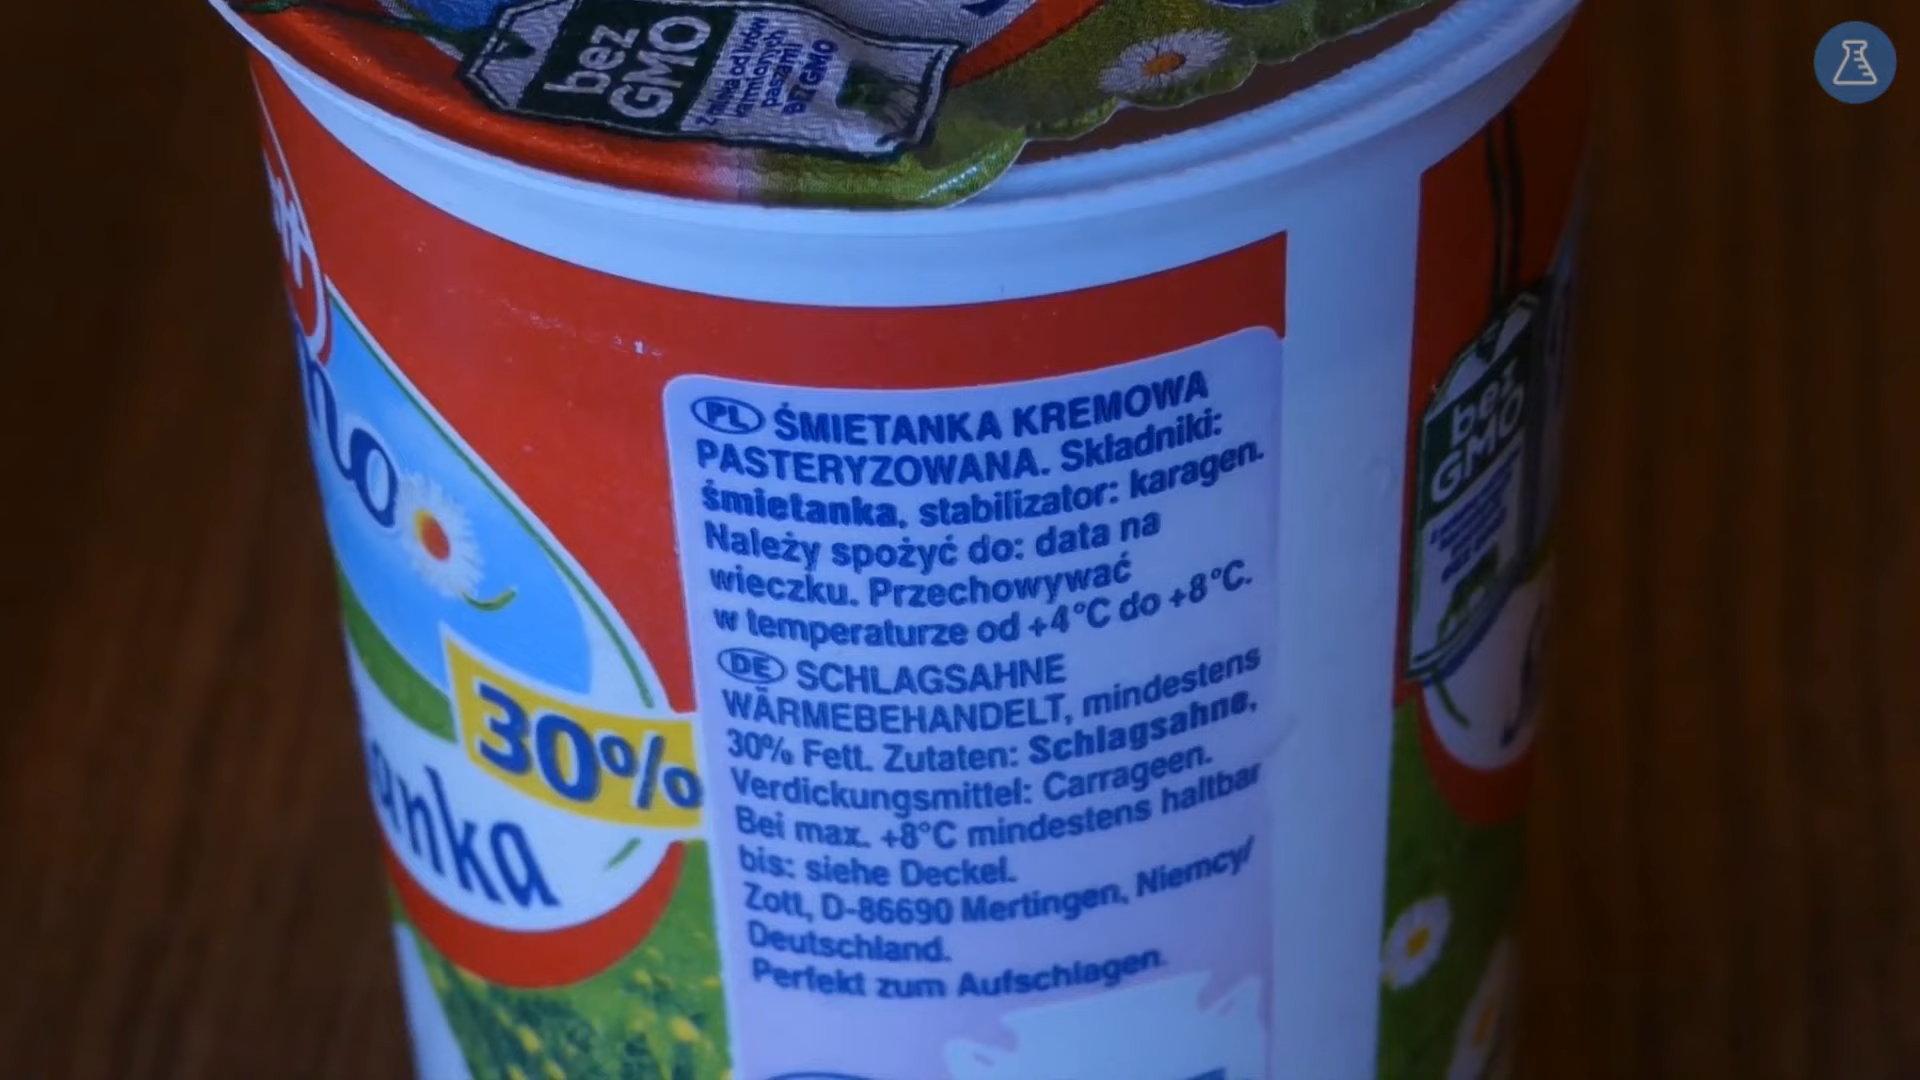 bez
GMO
Z mleka od krów
karmionych
paszami
BEZ GMO
no
30%
anka
PL ŚMIETANKA KREMOWA
PASTERYZOWANA. Składniki:
śmietanka, stabilizator: karagen.
Należy spożyć do: data na
wieczku. Przechowywać
w temperaturze od +4°C do +8°C.
DE SCHLAGSAHNE
WÄRMEBEHANDELT, mindestens
30% Fett. Zutaten: Schlagsahne,
Verdickungsmittel: Carrageen.
Bei max. +8°C mindestens haltbar
bis: siehe Deckel.
Zott, D-86690 Mertingen, Niemcy/
Deutschland.
Perfekt zum Aufschlagen.
bez
GMO